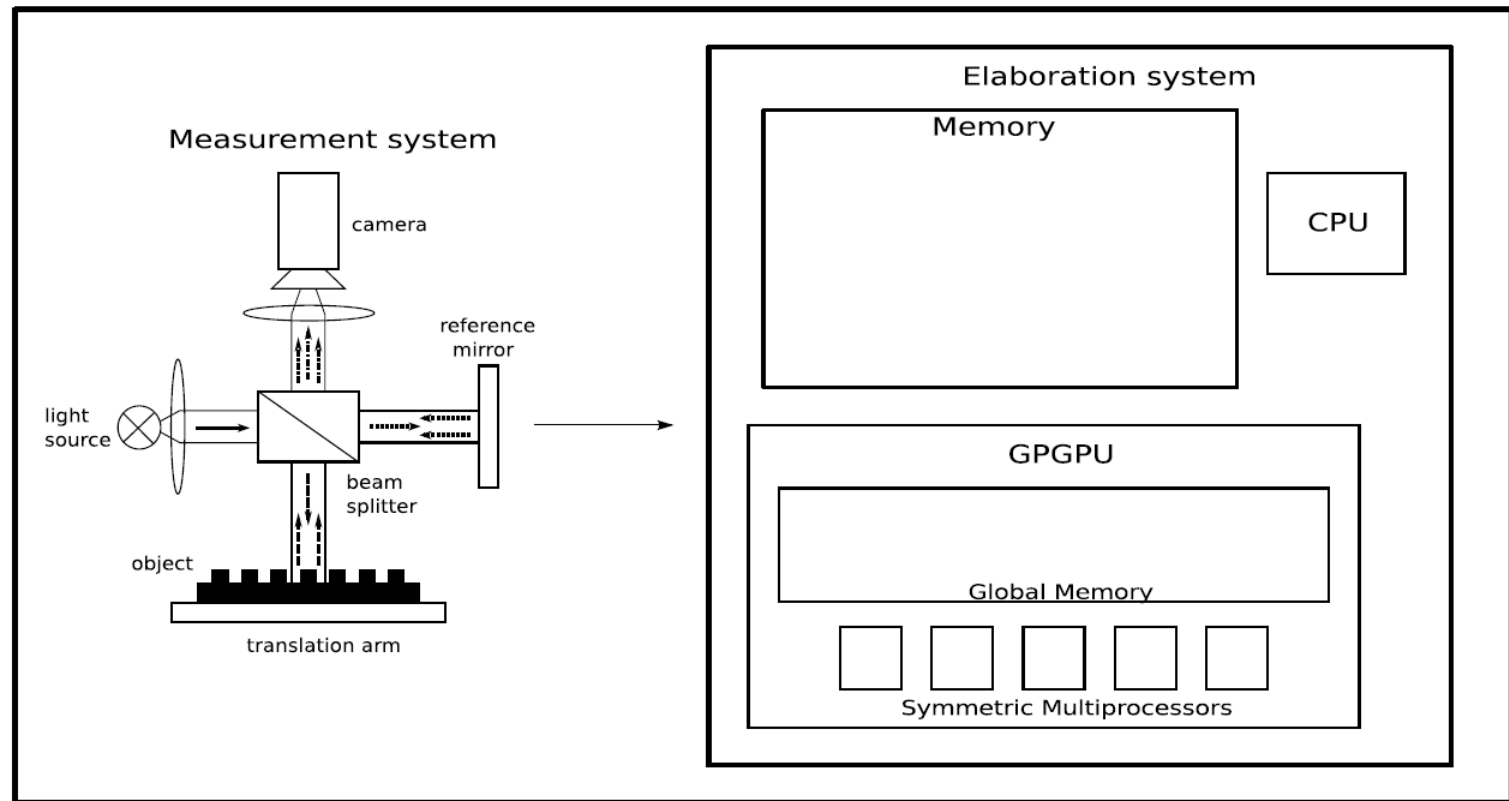 Measurement system
camera
reference
mirror
light
source
beam
splitter
object
translation arm
Elaboration system
Memory
CPU
GPGPU
Global Memory
Symmetric Multiprocessors